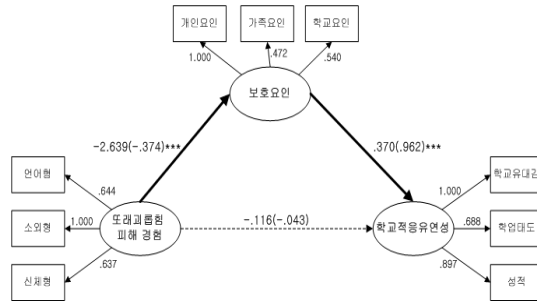 개인요인
가족요인
학교요인
1.000
.472
.540
보호요인
-2.639(-.374)***
.370(.962)***
언어형
학교유대감
.644
1.000
소외형
1.000
또래괴롭힘
피해 경험
-.116(-.043)
학교적응유연성
.688
학업태도
신체형
.637
.897
성적